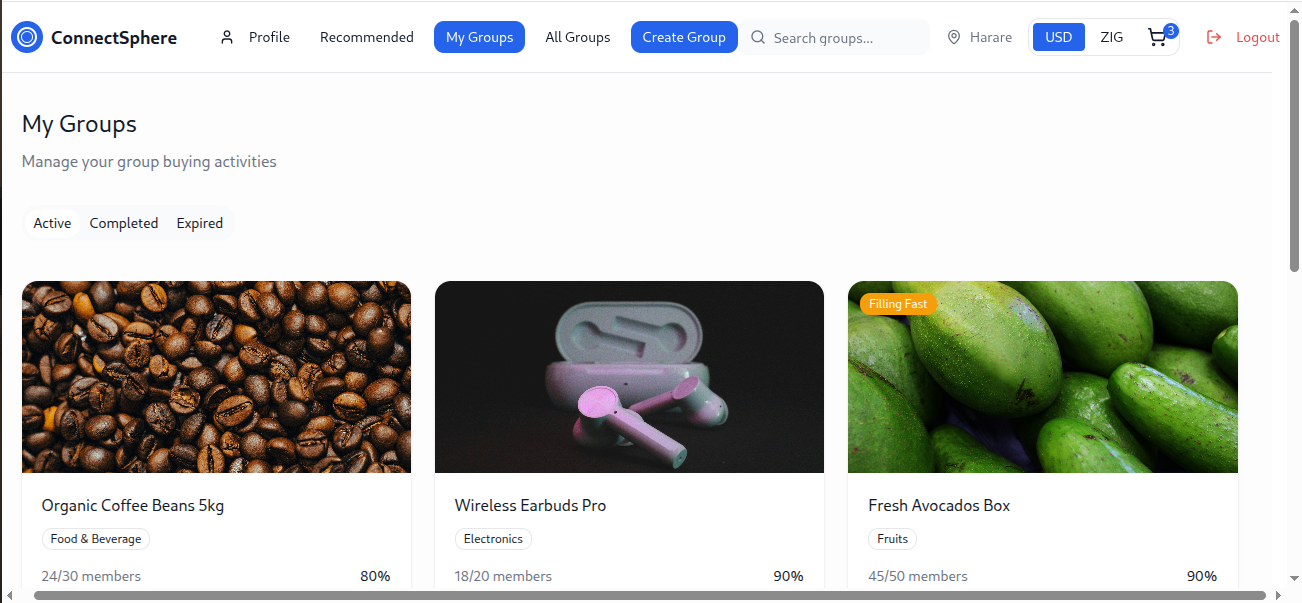 ConnectSphere Profile Recommended My Groups All Groups Create Group Search groups... Harare USD ZIG 3 Logout
My Groups
Manage your group buying activities
Active Completed Expired
Filling Fast
Organic Coffee Beans 5kg Wireless Earbuds Pro Fresh Avocados Box
Food & Beverage Electronics Fruits
24/30 members 80% 18/20 members 90% 45/50 members 90%